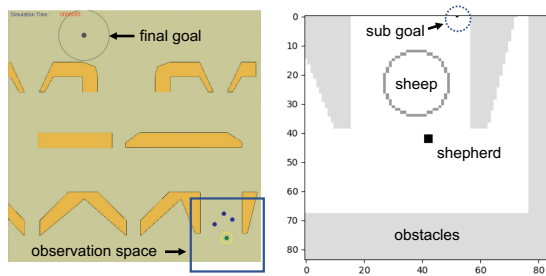 Simulation Time : 0000005
final goal
observation space
sub goal
sheep
shepherd
obstacles
0
10
20
30
40
50
60
70
80
0
20
40
60
80